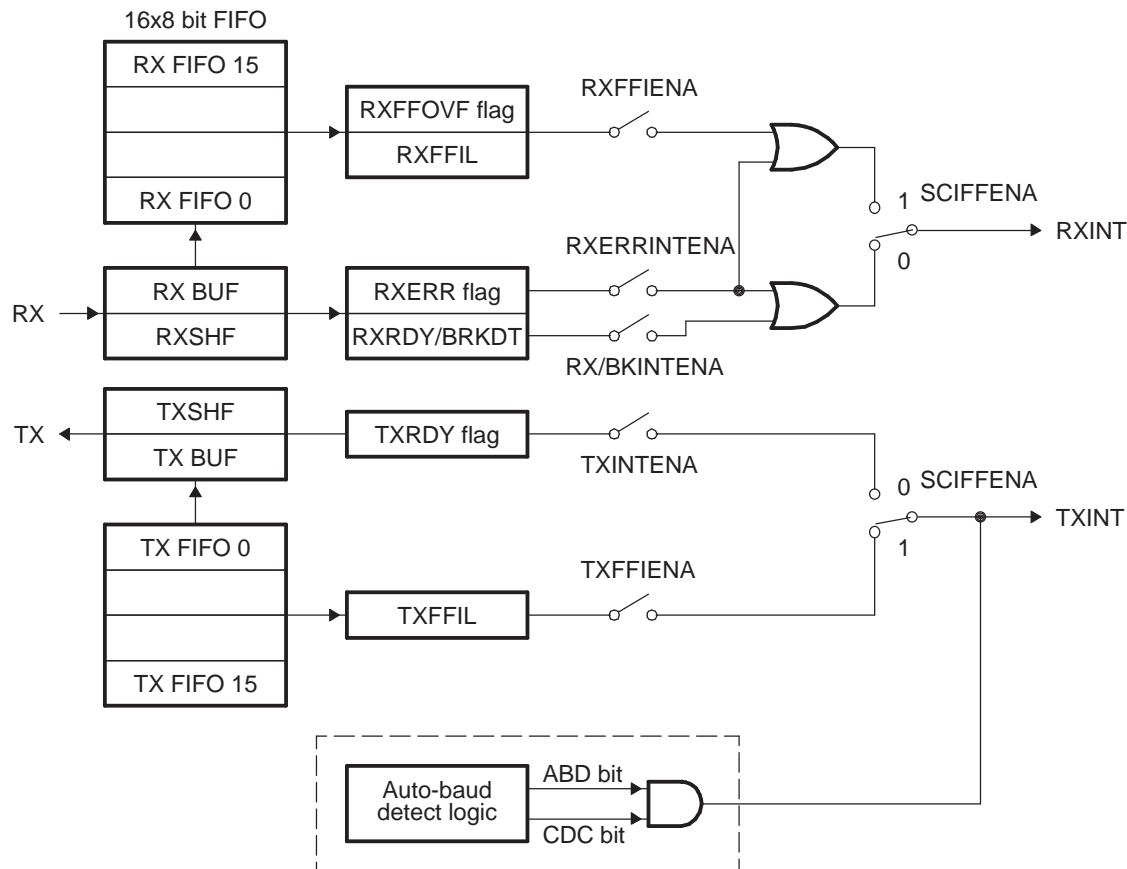 16x8 bit FIFO
RX FIFO 15
RX FIFO 0
RXFFOVF flag
RXFFIL
RXFFIENA
1
SCIFFENA
0
RXINT
RX
RX BUF
RXSHF
RXERR flag
RXRDY/BRKDT
RXERRINTENA
RX/BKINTENA
TX
TXSHF
TX BUF
TXRDY flag
TXINTENA
0
SCIFFENA
1
TXINT
TX FIFO 0
TX FIFO 15
TXFFIL
TXFFIENA
Auto-baud
detect logic
ABD bit
CDC bit